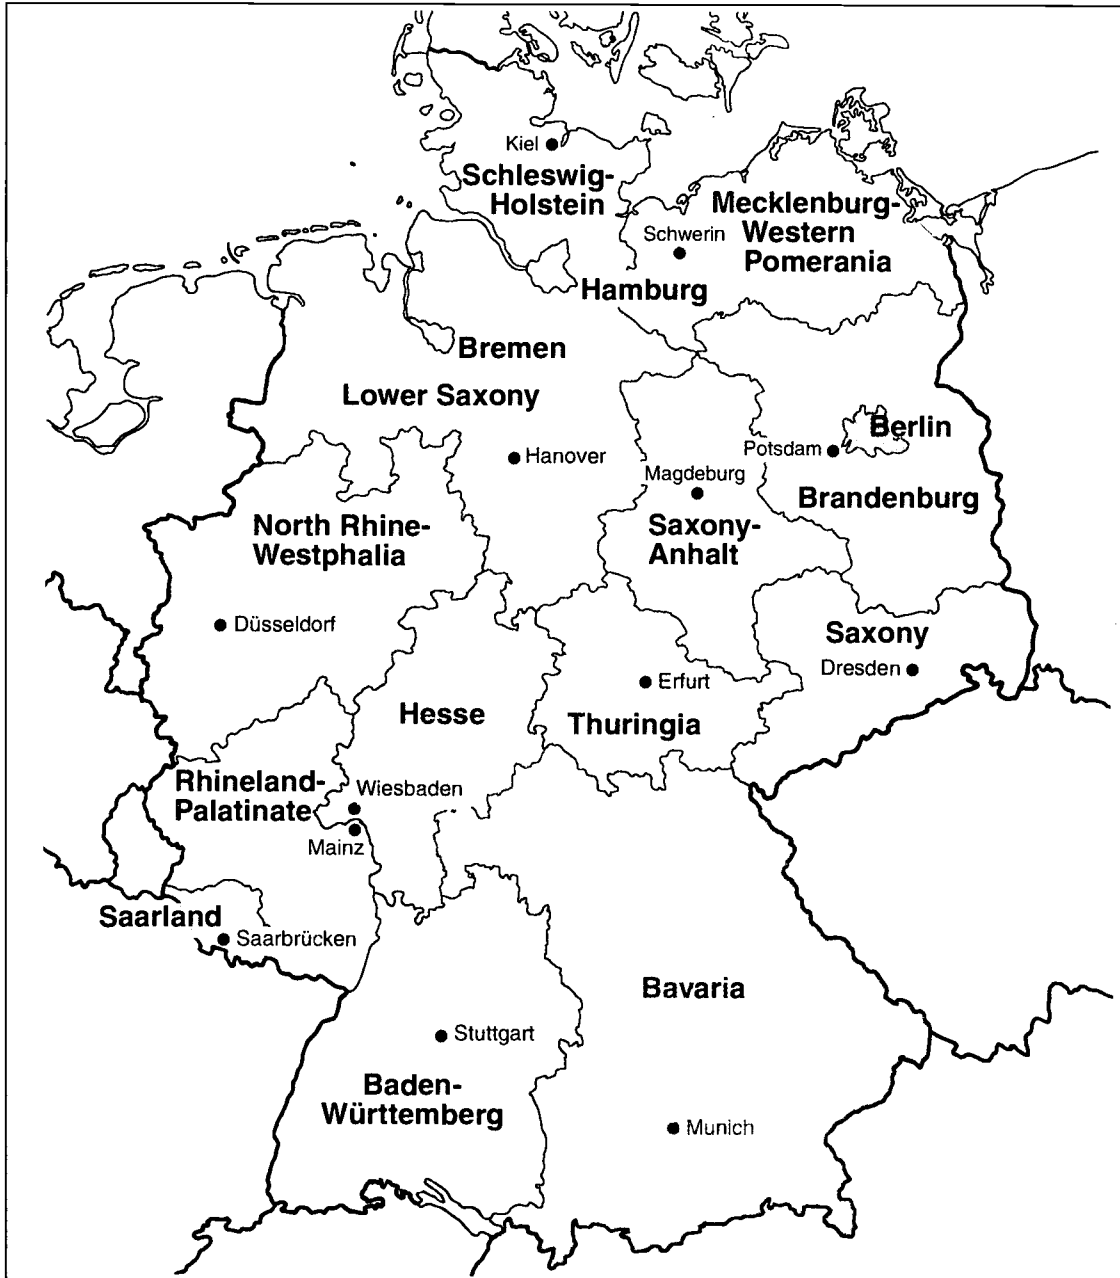 Kiel
Schleswig-
Holstein
Mecklenburg-
Western
Pomerania
Schwerin
Hamburg
Bremen
Lower Saxony
Hanover
Berlin
Potsdam
Magdeburg
Brandenburg
North Rhine-
Westphalia
Saxony-
Anhalt
Düsseldorf
Saxony
Dresden
Erfurt
Hesse
Thuringia
Rhineland-
Palatinate
Wiesbaden
Mainz
Saarland
Saarbrücken
Bavaria
Stuttgart
Baden-
Württemberg
Munich